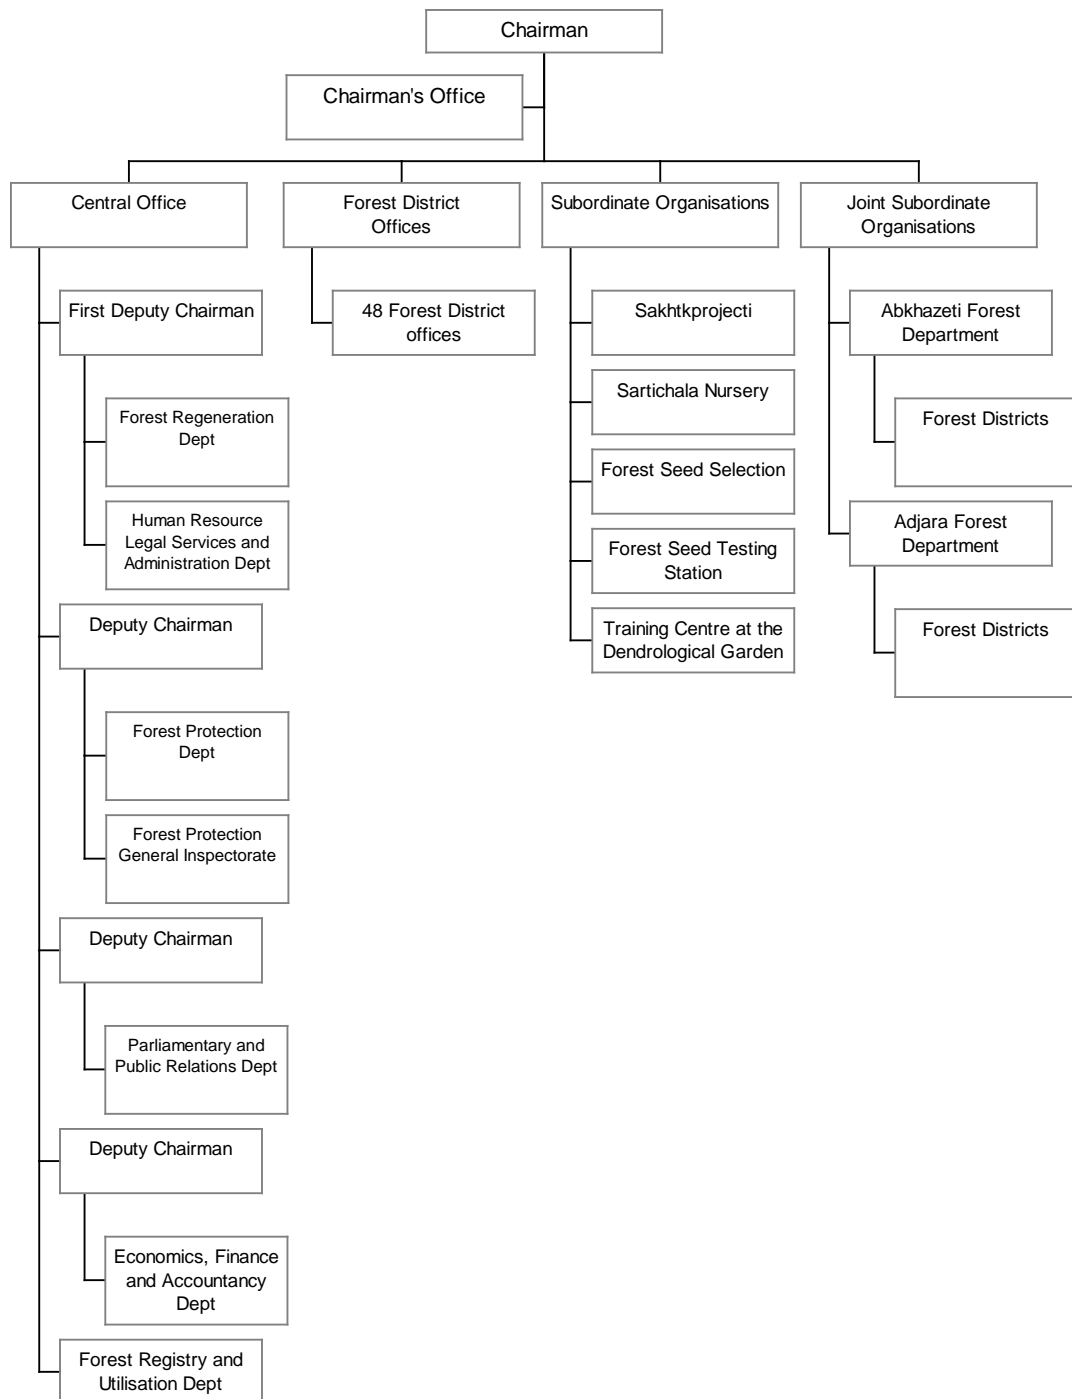 Chairman
Chairman's Office
Central Office
First Deputy Chairman
Forest Regeneration
Dept
Human Resource
Legal Services and
Administration Dept
Deputy Chairman
Forest Protection
Dept
Forest Protection
General Inspectorate
Deputy Chairman
Parliamentary and
Public Relations Dept
Deputy Chairman
Economics, Finance
and Accountancy
Dept
Forest Registry and
Utilisation Dept
Forest District
Offices
48 Forest District
offices
Subordinate Organisations
Sakhtkprojecti
Sartichala Nursery
Forest Seed Selection
Forest Seed Testing
Station
Training Centre at the
Dendrological Garden
Joint Subordinate
Organisations
Abkhazeti Forest
Department
Forest Districts
Adjara Forest
Department
Forest Districts